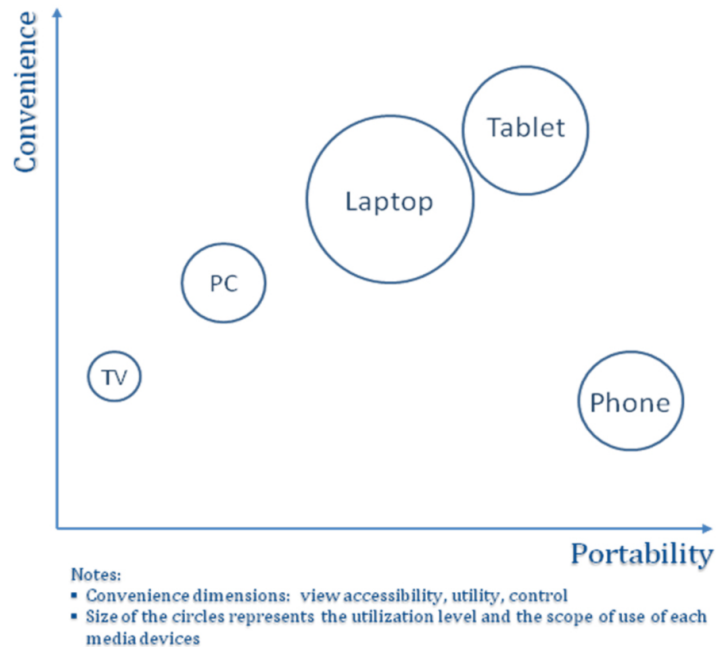 Convenience
Tablet
Laptop
PC
TV
Phone
Portability
Notes:
▪ Convenience dimensions: view accessibility, utility, control
▪ Size of the circles represents the utilization level and the scope of use of each
media devices